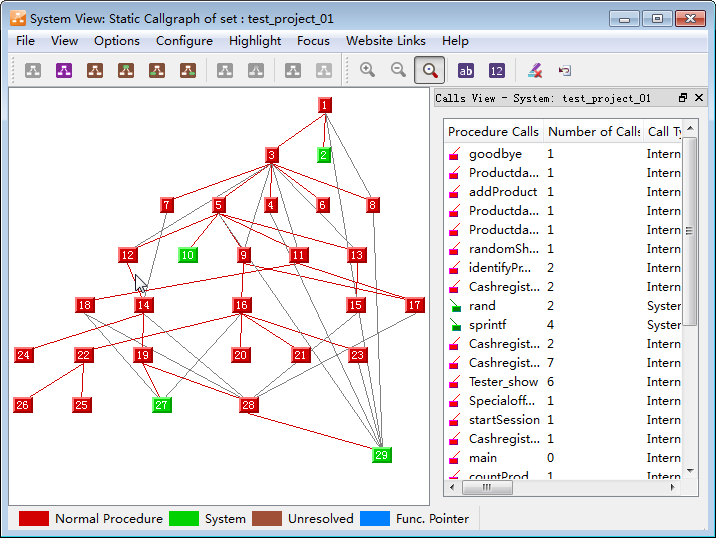 System View: Static Callgraph of set : test_project_01
File View Options Configure Highlight Focus Website Links Help
ab 12
Calls View - System: test_project_01
Procedure Calls Number of Calls Call Ty
goodbye 1 Intern
Productda... 1 Intern
addProduct 1 Intern
Productda... 1 Intern
Productda... 1 Intern
randomSh... 1 Intern
identifyPr... 2 Intern
Cashregist... 2 Intern
rand 2 System
sprintf 4 System
Cashregist... 2 Intern
Cashregist... 7 Intern
Tester_show 6 Intern
Specialoff... 1 Intern
startSession 1 Intern
Cashregist... 1 Intern
main 0 Intern
countProd 1 Intern
1
3 2
7 5 4 6 8
12 10 9 11 13
18 14 16 15 17
24 22 19 20 21 23
26 25 27 28
29
Normal Procedure System Unresolved Func. Pointer